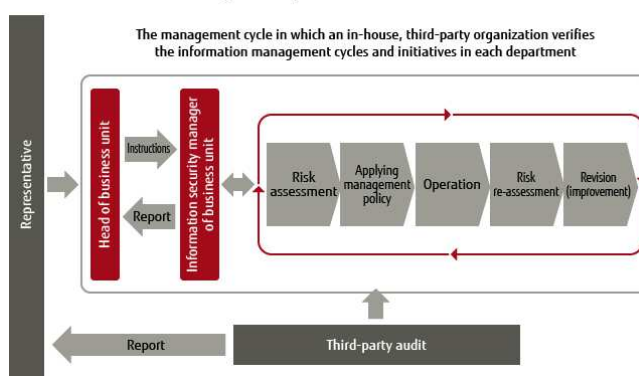 The management cycle in which an in-house, third-party organization verifies
the information management cycles and initiatives in each department
Representative
Head of business unit
Instructions
Report
Information security manager
of business unit
Risk
assessment
Applying
management
policy
Operation
Risk
re-assessment
Revision
(improvement)
Report
Third-party audit